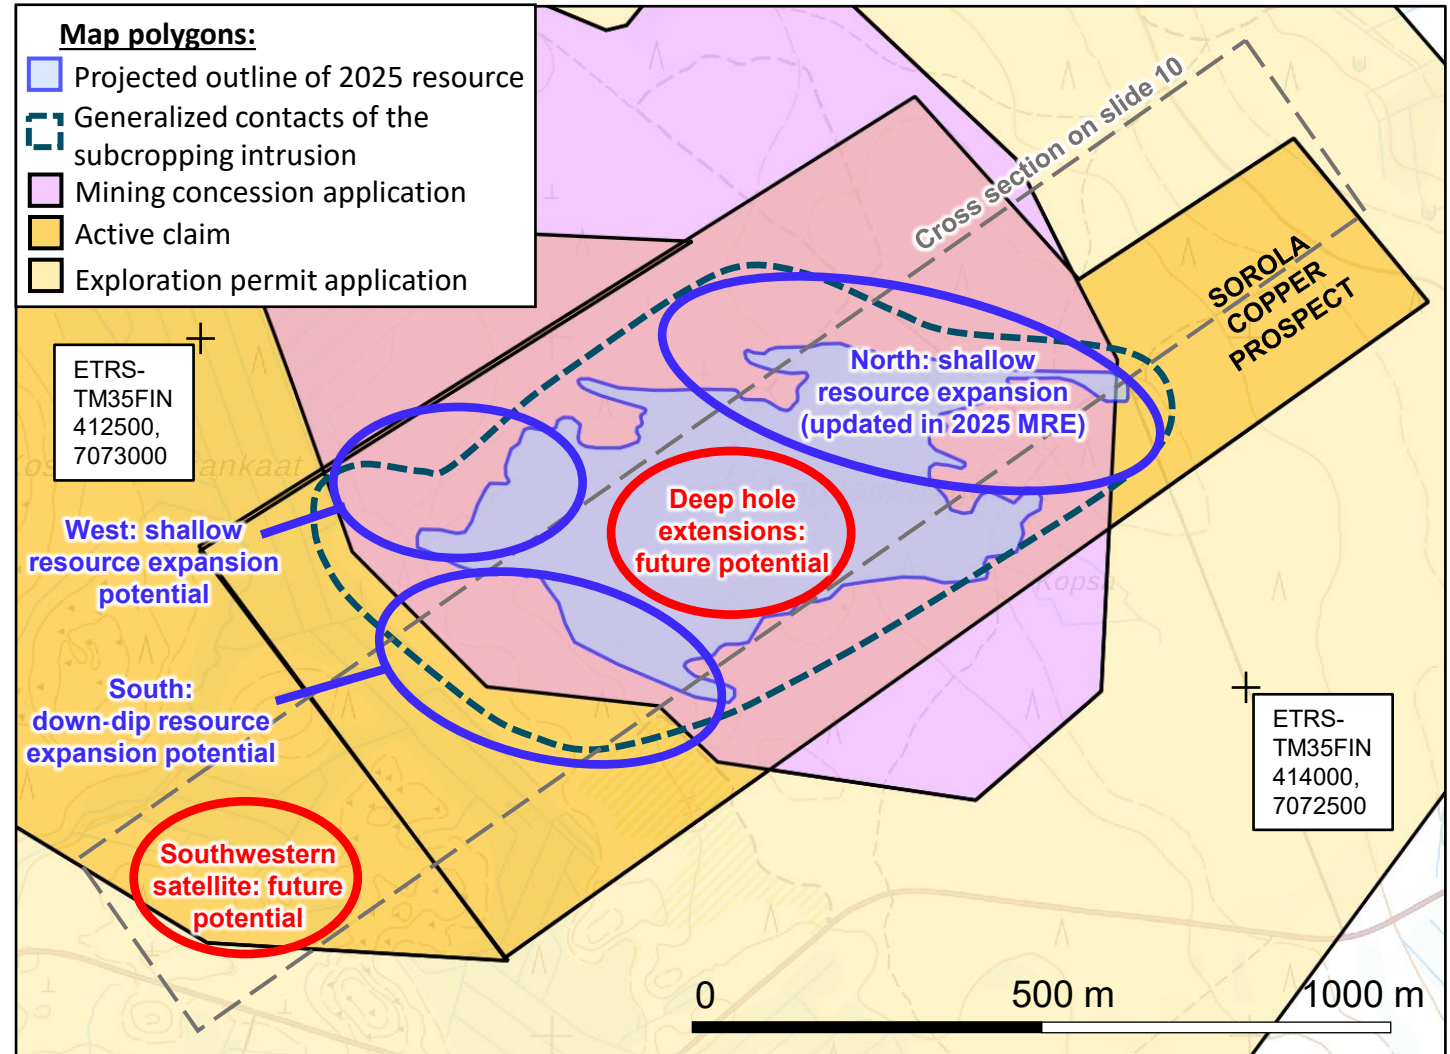 Map polygons:
Projected outline of 2025 resource
Generalized contacts of the
subcropping intrusion
Mining concession application
Active claim
Exploration permit application
Cross section on slide 10
SOROLA
COPPER
PROSPECT
ETRS-
TM35FIN
412500,
7073000
North: shallow
resource expansion
(updated in 2025 MRE)
Deep hole
extensions:
future potential
West: shallow
resource expansion
potential
Kopsa
South:
down-dip resource
expansion potential
ETRS-
TM35FIN
414000,
7072500
Southwestern
satellite: future
potential
0
500 m
1000 m